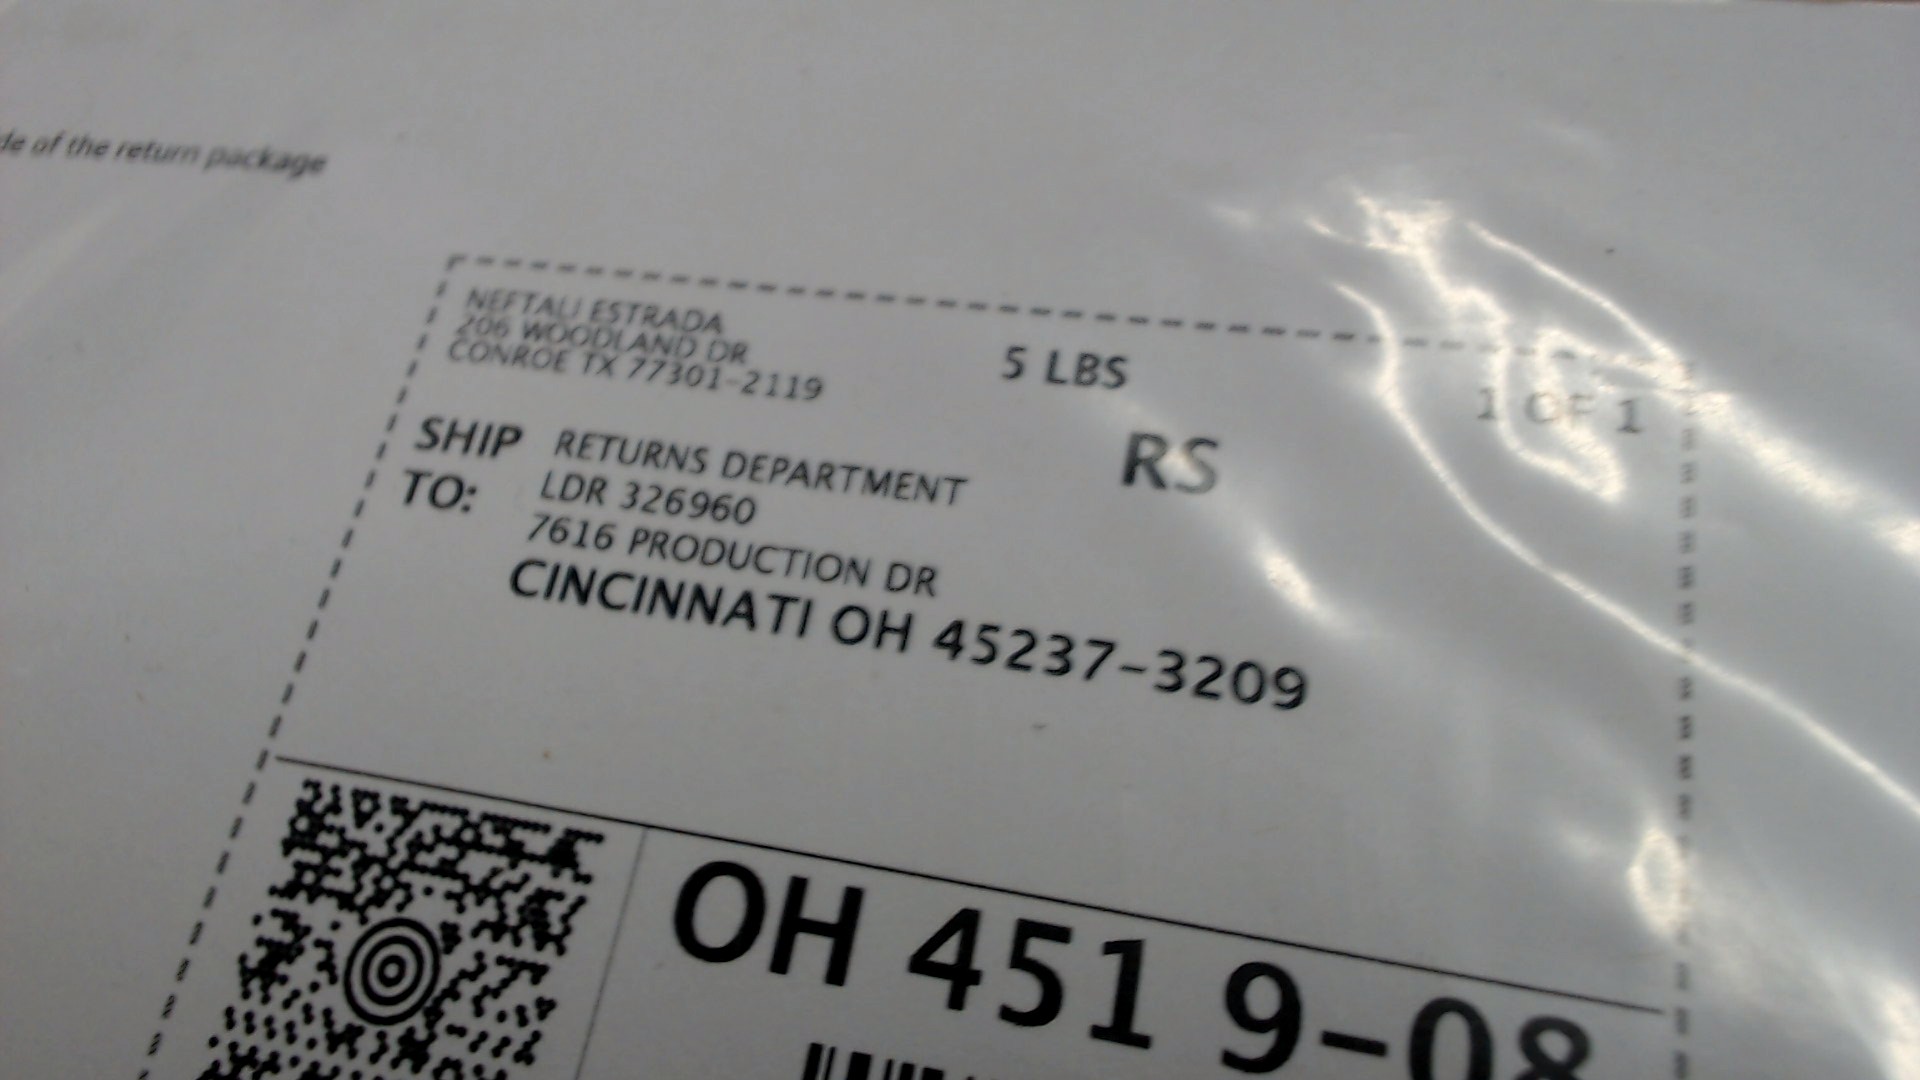 de of the return package
NEFTALI ESTRADA
206 WOODLAND DR
CONROE TX 77301-2119
5 LBS
1 OF 1
RS
SHIP TO:
RETURNS DEPARTMENT
LDR 326960
7616 PRODUCTION DR
CINCINNATI OH 45237-3209
OH 451 9-08